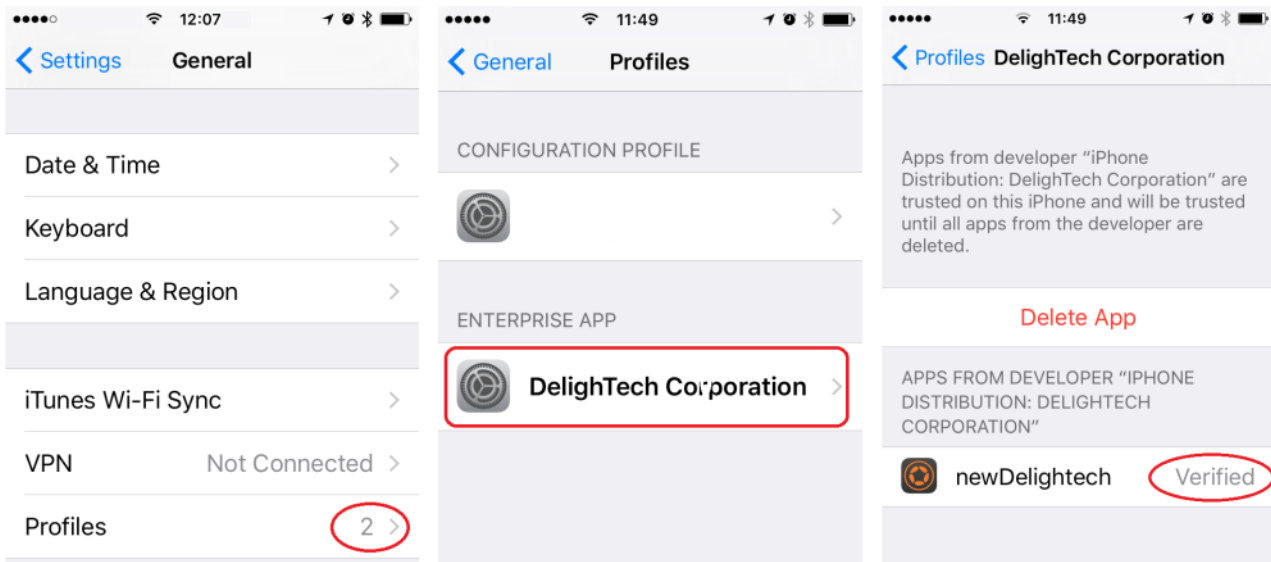 12:07
Settings General
Date & Time
Keyboard
Language & Region
iTunes Wi-Fi Sync
VPN Not Connected
Profiles 2
11:49
General Profiles
CONFIGURATION PROFILE
ENTERPRISE APP
DelighTech Corporation
11:49
Profiles DelighTech Corporation
Apps from developer “iPhone
Distribution: DelighTech Corporation” are
trusted on this iPhone and will be trusted
until all apps from the developer are
deleted.
Delete App
APPS FROM DEVELOPER “IPHONE
DISTRIBUTION: DELIGHTECH
CORPORATION”
newDelightech Verified